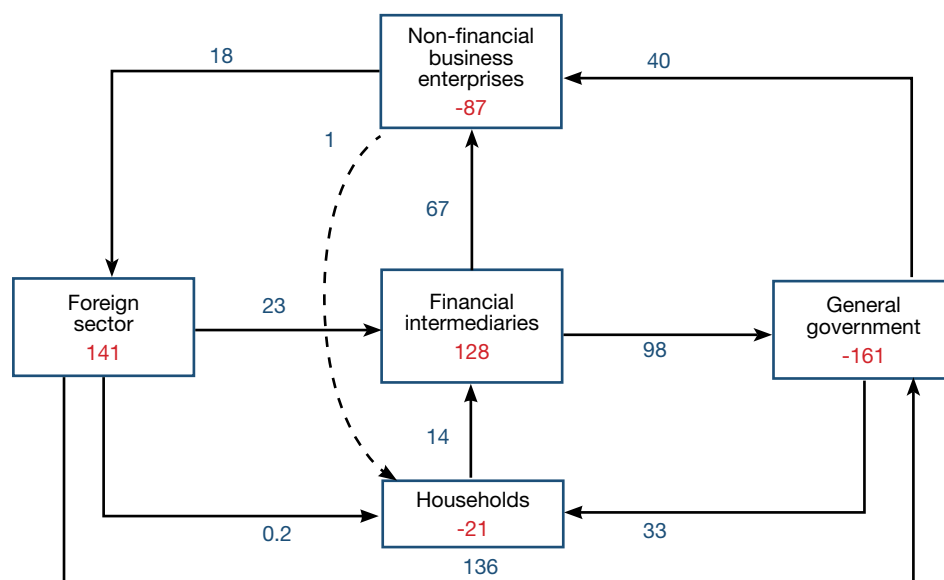 Non-financial
business
enterprises
-87
18
40
1
67
Foreign
sector
141
23
Financial
intermediaries
128
98
General
government
-161
14
Households
-21
0.2
33
136